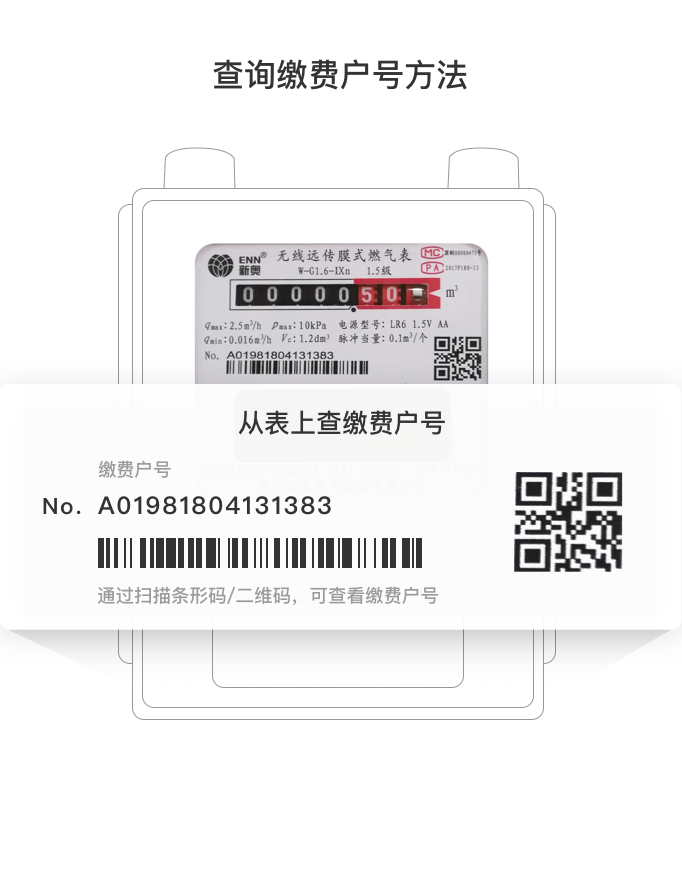 查询缴费户号方法
ENN®
新奥
无线远传膜式燃气表
W-G1.6-IXn 1.5级
MC
PA 2017F180-13
0 0 0 0 0 5 0
m³
qmax: 2.5m³/h pmax: 10kPa 电源型号: LR6 1.5V AA
qmin: 0.016m³/h Vc: 1.2dm³ 脉冲当量: 0.1m³/个
No. A01981804131383
从表上查缴费户号
缴费户号
No. A01981804131383
通过扫描条形码/二维码，可查看缴费户号